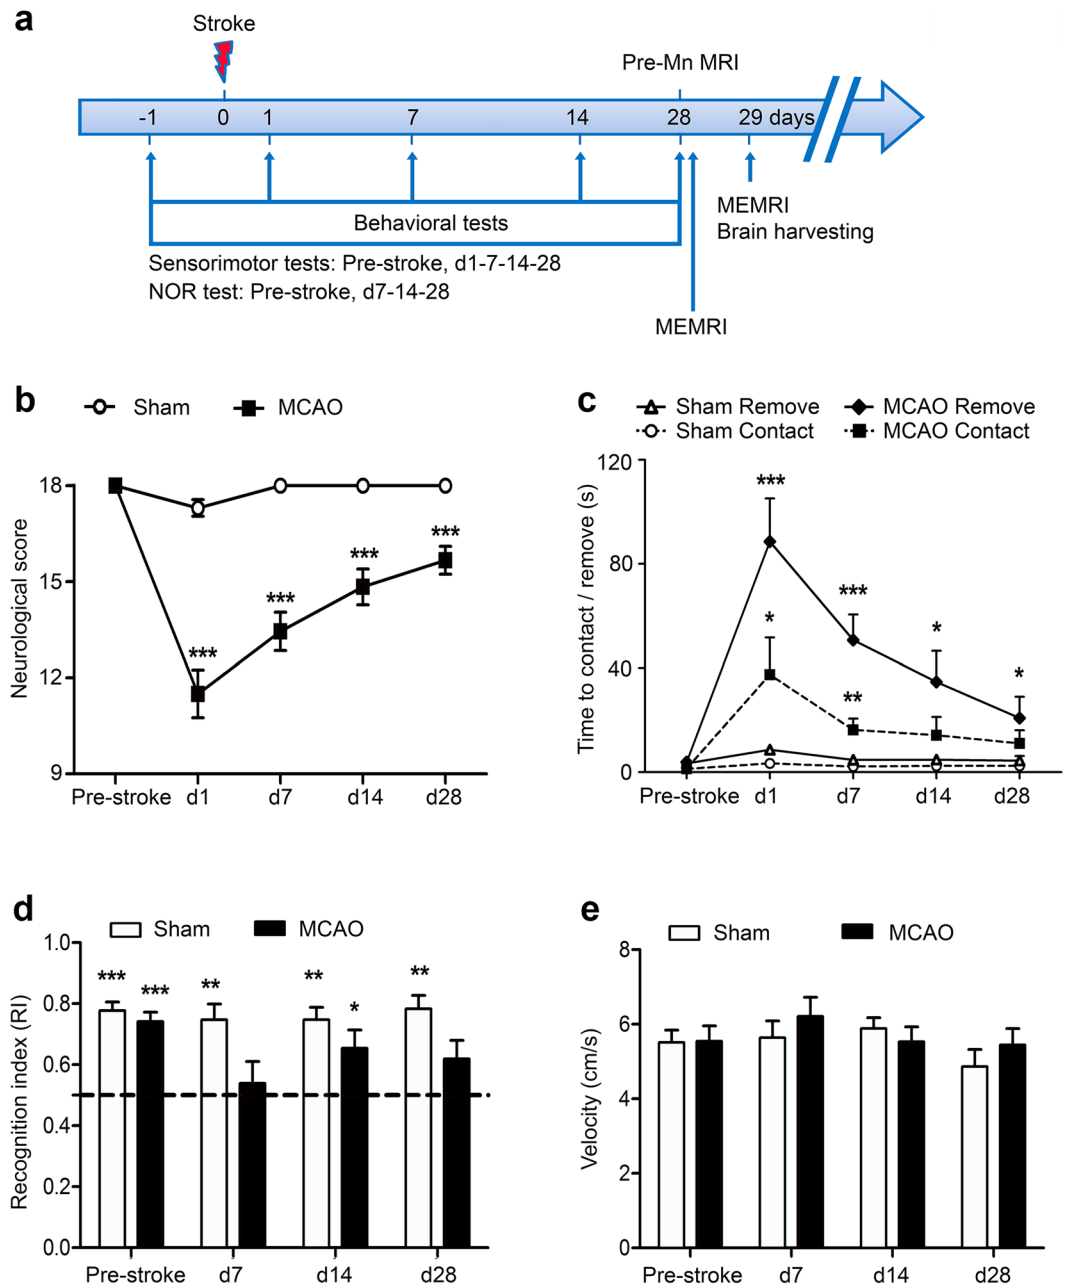 a
Stroke
Pre-Mn MRI
-1 0 1 7 14 28 29 days
Behavioral tests
MEMRI
Brain harvesting
Sensorimotor tests: Pre-stroke, d1-7-14-28
NOR test: Pre-stroke, d7-14-28
MEMRI
b
Sham MCAO
Neurological score
18
15
12
9
***
***
***
***
Pre-stroke d1 d7 d14 d28
c
Sham Remove MCAO Remove
Sham Contact MCAO Contact
Time to contact / remove (s)
120
80
40
0
***
*
***
**
*
*
Pre-stroke d1 d7 d14 d28
d
Sham MCAO
Recognition index (RI)
1.0
0.8
0.6
0.4
0.2
0.0
*** *** ** ** * **
Pre-stroke d7 d14 d28
e
Sham MCAO
Velocity (cm/s)
8
6
4
2
0
Pre-stroke d7 d14 d28